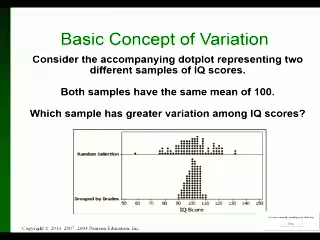 Basic Concept of Variation
Consider the accompanying dotplot representing two
different samples of IQ scores.
Both samples have the same mean of 100.
Which sample has greater variation among IQ scores?
Random Selection
Grouped by Grades
50 60 70 80 90 100 110 120 130 140 150
IQ Score
Copyright © 2010, 2007, 2004 Pearson Education, Inc.